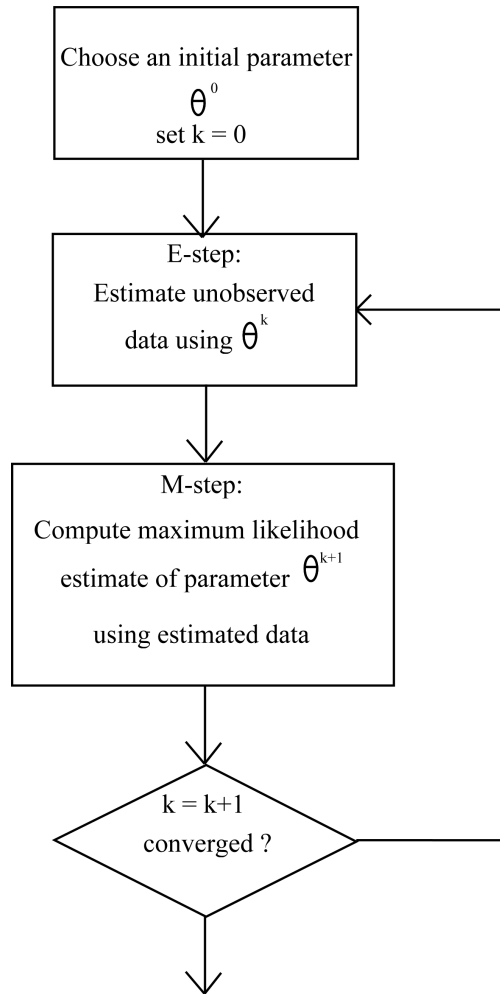 Choose an initial parameter
θ⁰
set k = 0
E-step:
Estimate unobserved
data using θᵏ
M-step:
Compute maximum likelihood
estimate of parameter θᵏ⁺¹
using estimated data
k = k+1
converged ?